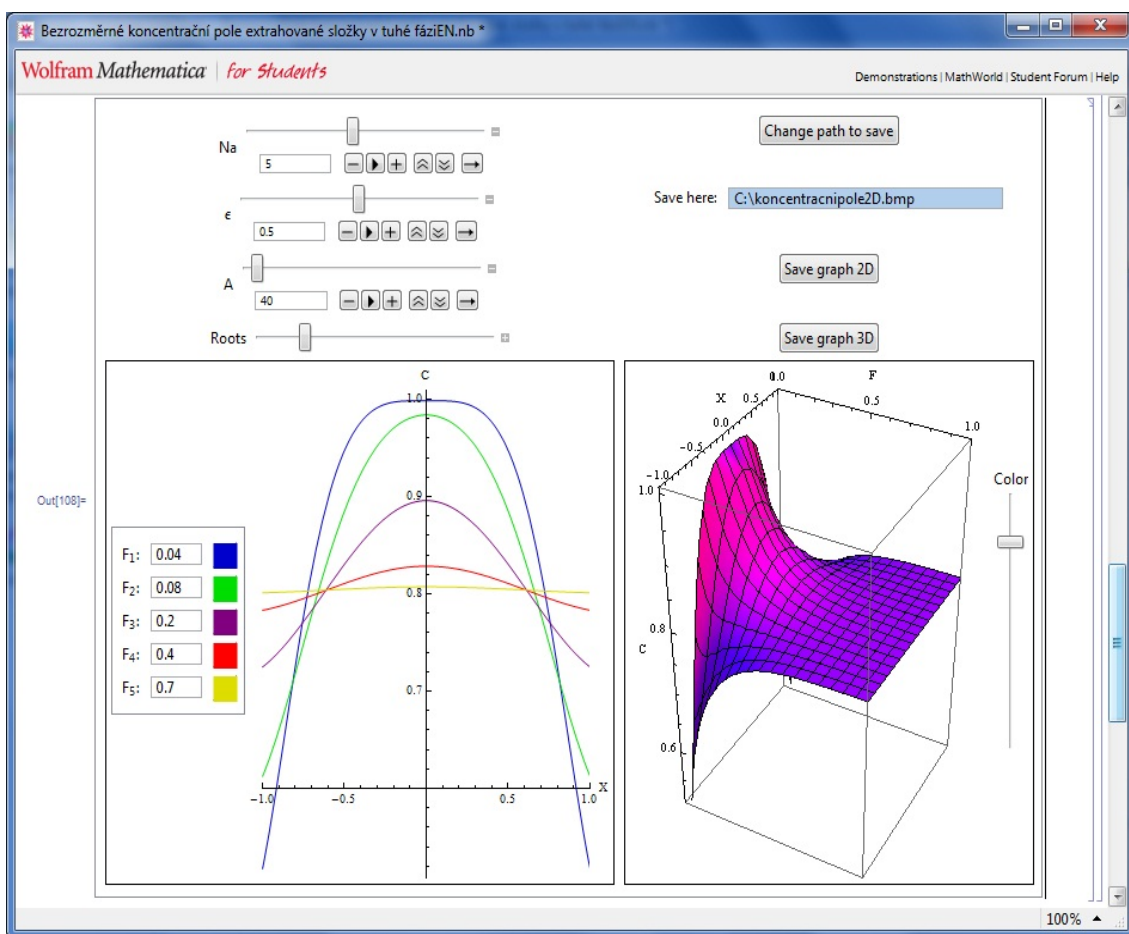 Bezrozměrné koncentrační pole extrahované složky v tuhé fáziEN.nb *
Wolfram Mathematica | for Students
Demonstrations | MathWorld | Student Forum | Help
Na
5
Change path to save
Save here: C:\koncentracnipole2D.bmp
ϵ
0.5
Save graph 2D
A
40
Roots
Save graph 3D
Out[108]=
F1: 0.04
F2: 0.08
F3: 0.2
F4: 0.4
F5: 0.7
C
1.0
0.9
0.8
0.7
-1.0 -0.5 0.5 1.0 X
F
0.0 0.5 1.0
X
-1.0 -0.5 0.0 0.5 1.0
C
1.0
0.8
0.6
Color
100%